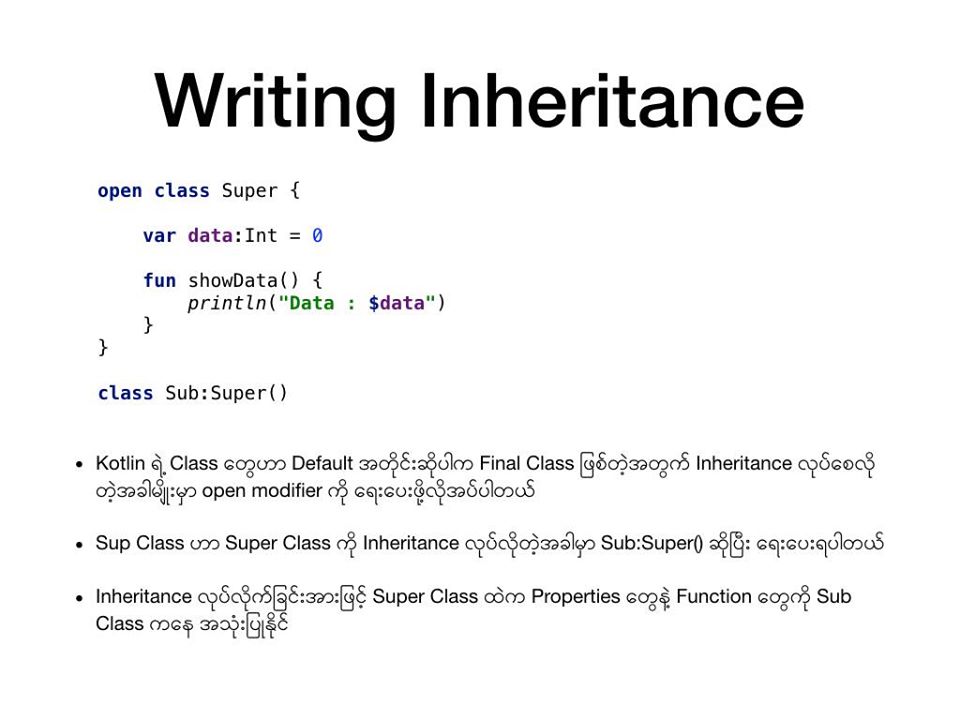 Writing Inheritance
open class Super {
var data:Int = 0
fun showData() {
println("Data : $data")
}
}
class Sub:Super()
• Kotlin ရဲ့ Class တွေဟာ Default အတိုင်းဆိုပါက Final Class ဖြစ်တဲ့အတွက် Inheritance လုပ်စေလို
တဲ့အခါမျိုးမှာ open modifier ကို ရေးပေးဖို့လိုအပ်ပါတယ်
• Sup Class ဟာ Super Class ကို Inheritance လုပ်လိုတဲ့အခါမှာ Sub:Super() ဆိုပြီး ရေးပေးရပါတယ်
• Inheritance လုပ်လိုက်ခြင်းအားဖြင့် Super Class ထဲက Properties တွေနဲ့ Function တွေကို Sub
Class ကနေ အသုံးပြုနိုင်